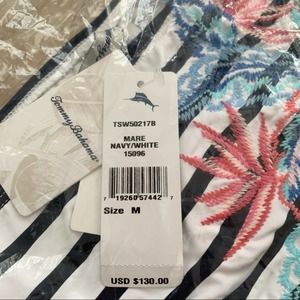 Tommy Bahama
TSW50217B
MARE
NAVY/WHITE
15096
7 19260 57442 7
Size M
USD $130.00